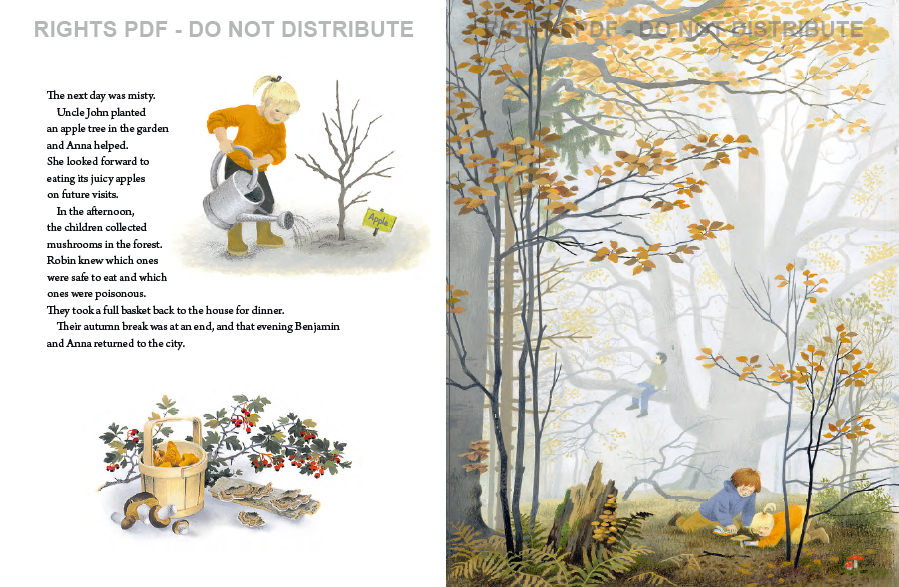 RIGHTS PDF - DO NOT DISTRIBUTE
RIGHTS PDF - DO NOT DISTRIBUTE
The next day was misty.
Uncle John planted
an apple tree in the garden
and Anna helped.
She looked forward to
eating its juicy apples
on future visits.
In the afternoon,
the children collected
mushrooms in the forest.
Robin knew which ones
were safe to eat and which
ones were poisonous.
They took a full basket back to the house for dinner.
Their autumn break was at an end, and that evening Benjamin
and Anna returned to the city.
Apple